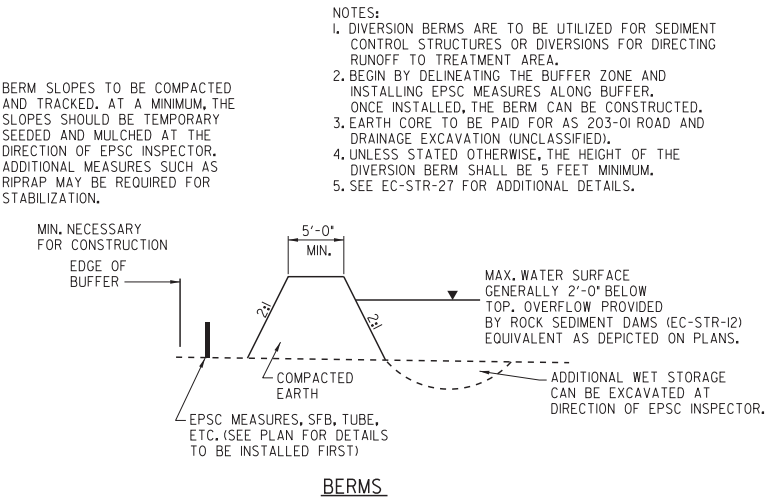 NOTES:
1. DIVERSION BERMS ARE TO BE UTILIZED FOR SEDIMENT
CONTROL STRUCTURES OR DIVERSIONS FOR DIRECTING
RUNOFF TO TREATMENT AREA.
2. BEGIN BY DELINEATING THE BUFFER ZONE AND
INSTALLING EPSC MEASURES ALONG BUFFER.
ONCE INSTALLED, THE BERM CAN BE CONSTRUCTED.
3. EARTH CORE TO BE PAID FOR AS 203-01 ROAD AND
DRAINAGE EXCAVATION (UNCLASSIFIED).
4. UNLESS STATED OTHERWISE, THE HEIGHT OF THE
DIVERSION BERM SHALL BE 5 FEET MINIMUM.
5. SEE EC-STR-27 FOR ADDITIONAL DETAILS.
BERM SLOPES TO BE COMPACTED
AND TRACKED. AT A MINIMUM, THE
SLOPES SHOULD BE TEMPORARY
SEEDED AND MULCHED AT THE
DIRECTION OF EPSC INSPECTOR.
ADDITIONAL MEASURES SUCH AS
RIPRAP MAY BE REQUIRED FOR
STABILIZATION.
MIN. NECESSARY
FOR CONSTRUCTION
EDGE OF
BUFFER
5'-0"
MIN.
2:1
2:1
MAX. WATER SURFACE
GENERALLY 2'-0" BELOW
TOP. OVERFLOW PROVIDED
BY ROCK SEDIMENT DAMS (EC-STR-12)
EQUIVALENT AS DEPICTED ON PLANS.
COMPACTED
EARTH
ADDITIONAL WET STORAGE
CAN BE EXCAVATED AT
DIRECTION OF EPSC INSPECTOR.
EPSC MEASURES, SFB, TUBE,
ETC. (SEE PLAN FOR DETAILS
TO BE INSTALLED FIRST)
BERMS